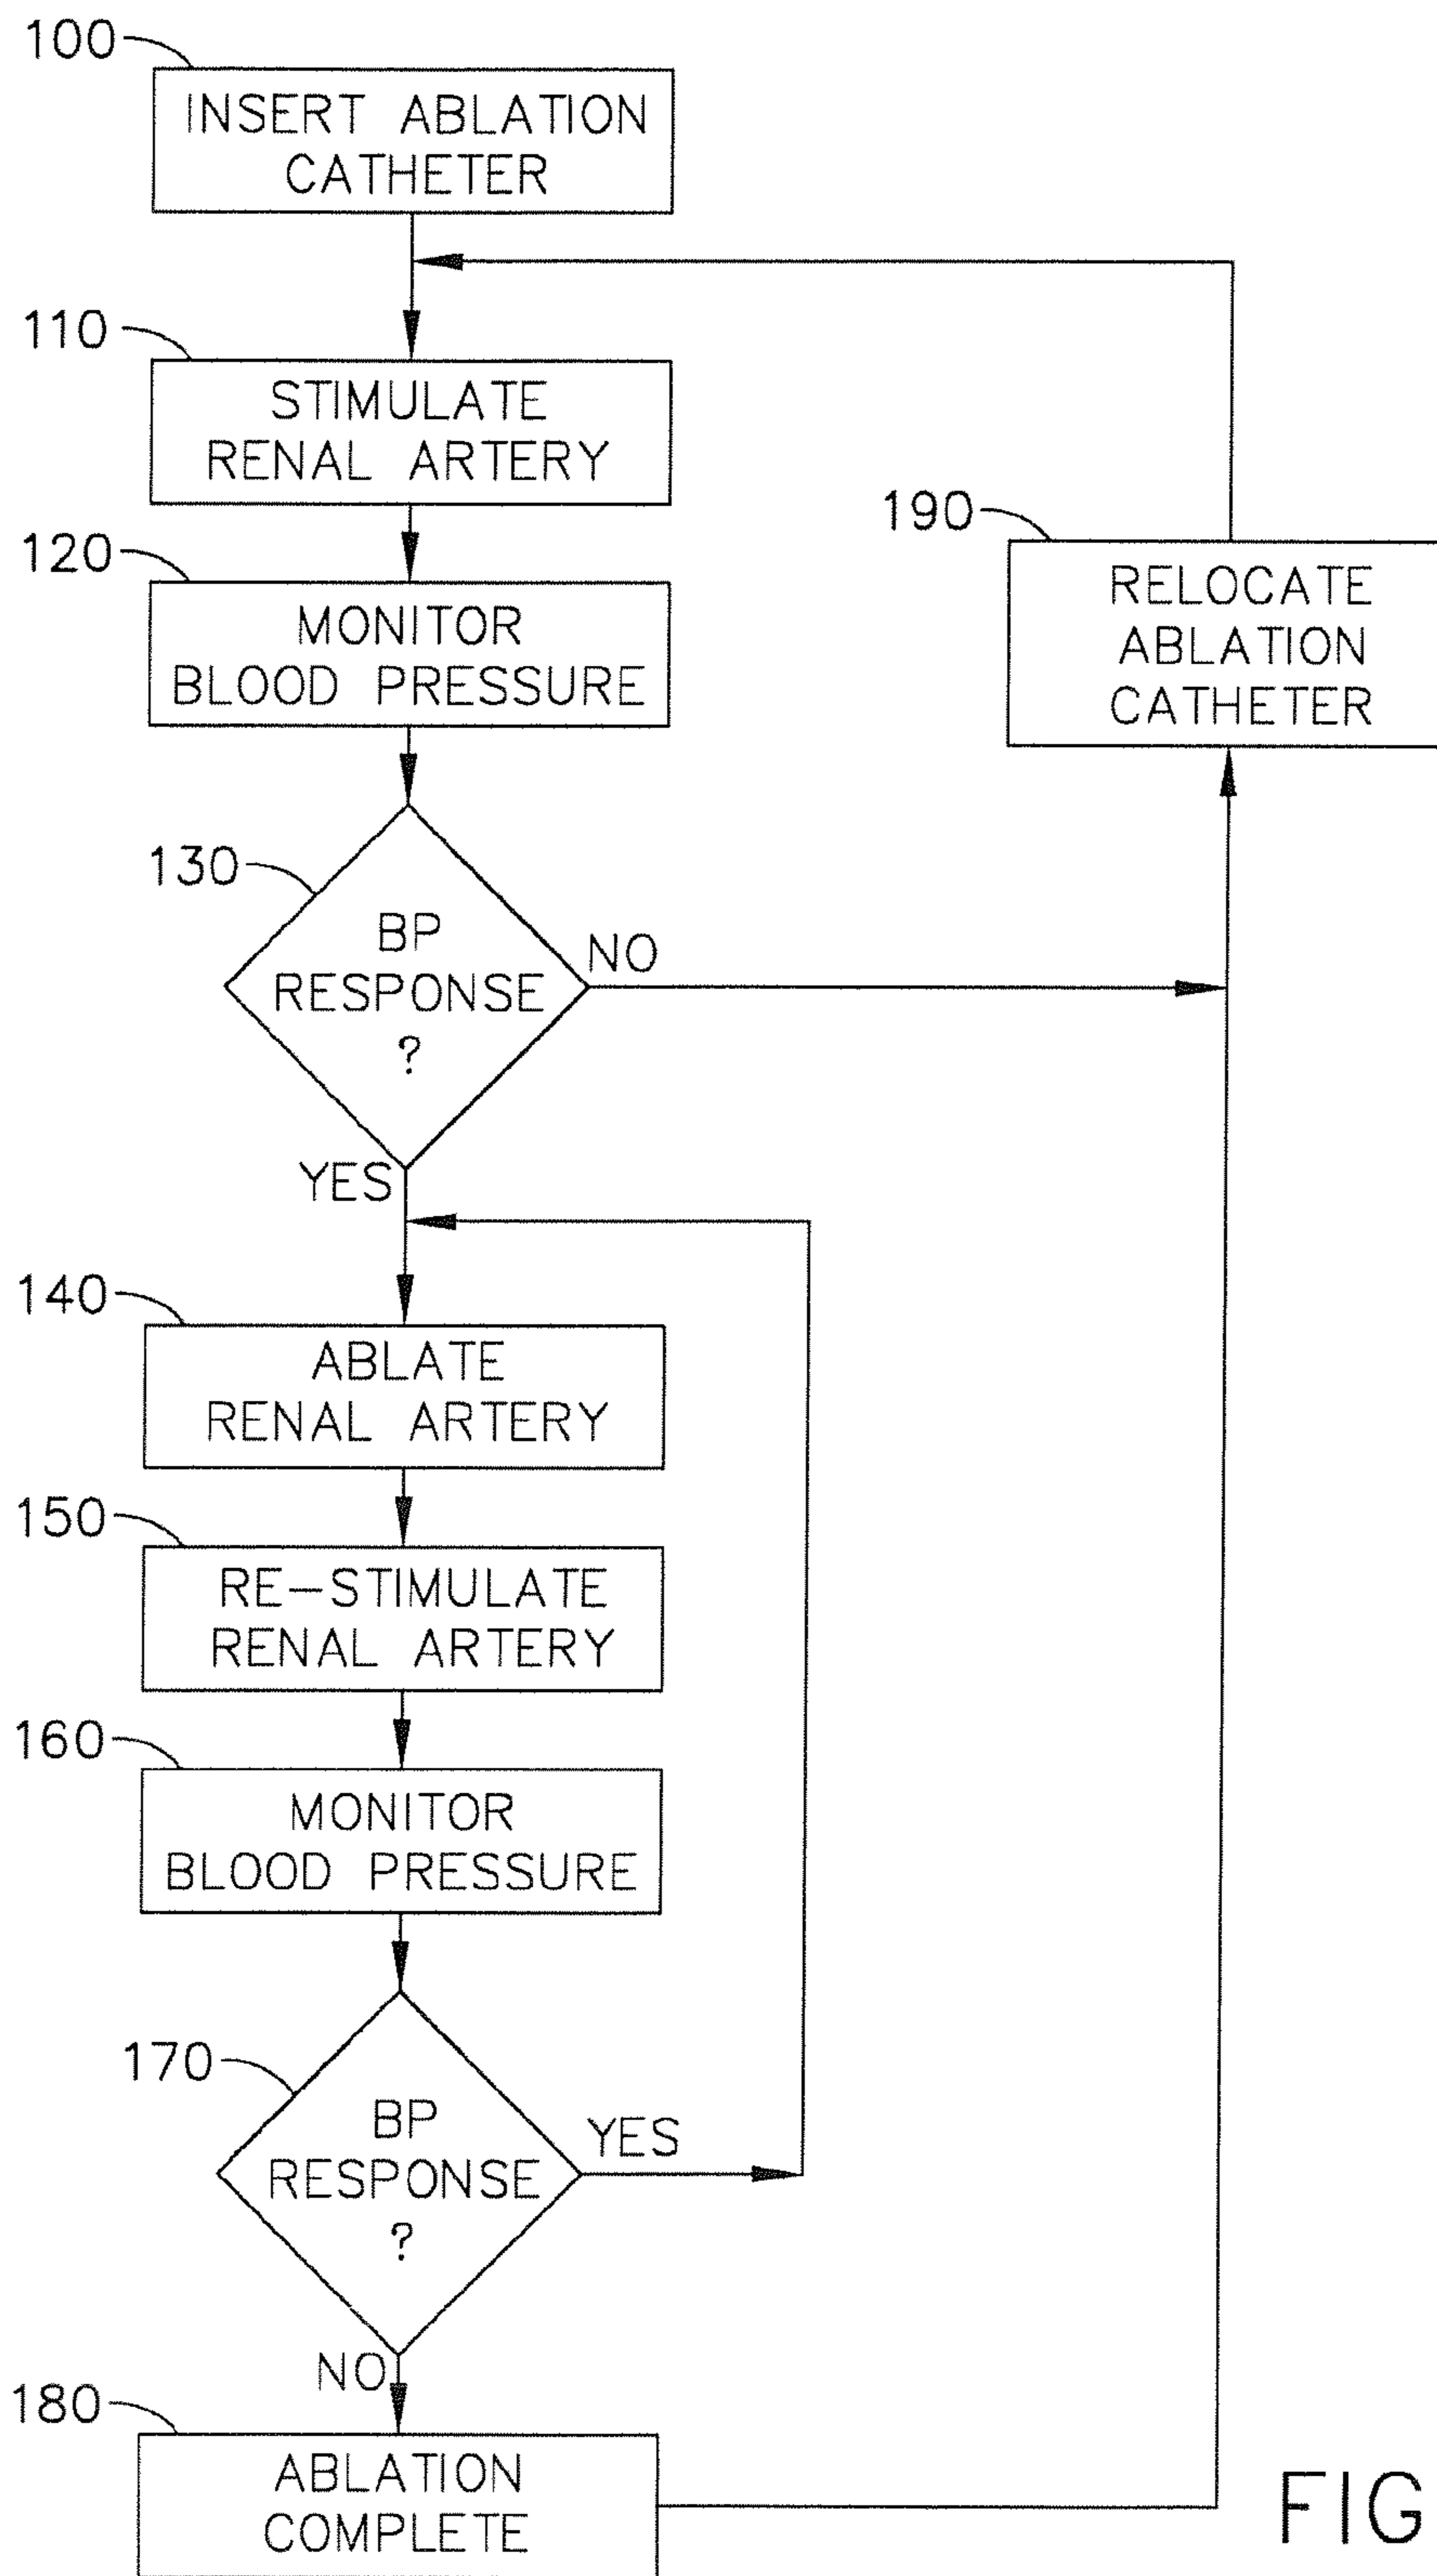 100
INSERT ABLATION
CATHETER
110
STIMULATE
RENAL ARTERY
120
MONITOR
BLOOD PRESSURE
190
RELOCATE
ABLATION
CATHETER
130
BP
RESPONSE
?
NO
YES
140
ABLATE
RENAL ARTERY
150
RE-STIMULATE
RENAL ARTERY
160
MONITOR
BLOOD PRESSURE
170
BP
RESPONSE
?
YES
NO
180
ABLATION
COMPLETE
FIG